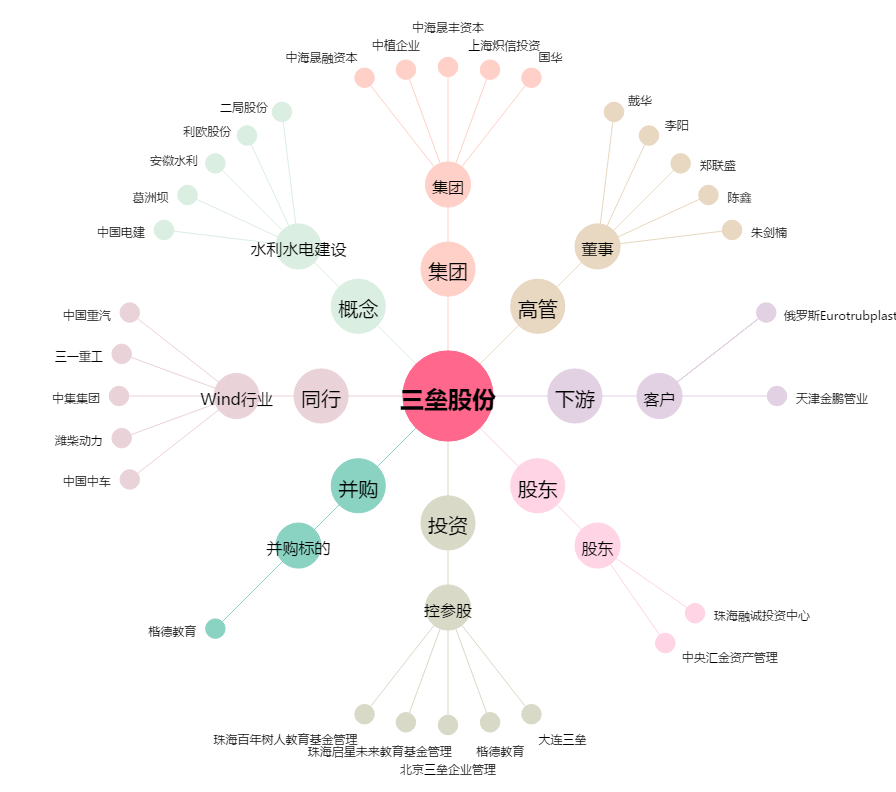 中海晟丰资本
中植企业
上海炽信投资
中海晟融资本
国华
集团
集团
二局股份
利欧股份
安徽水利
葛洲坝
中国电建
水利水电建设
概念
戴华
李阳
郑联盛
陈鑫
朱剑楠
董事
高管
中国重汽
三一重工
中集集团
潍柴动力
中国中车
Wind行业
同行
三垒股份
下游
客户
俄罗斯Eurotrubplast
天津金鹏管业
并购
并购标的
楷德教育
投资
控参股
股东
股东
珠海融诚投资中心
中央汇金资产管理
珠海百年树人教育基金管理
珠海启星未来教育基金管理
北京三垒企业管理
楷德教育
大连三垒